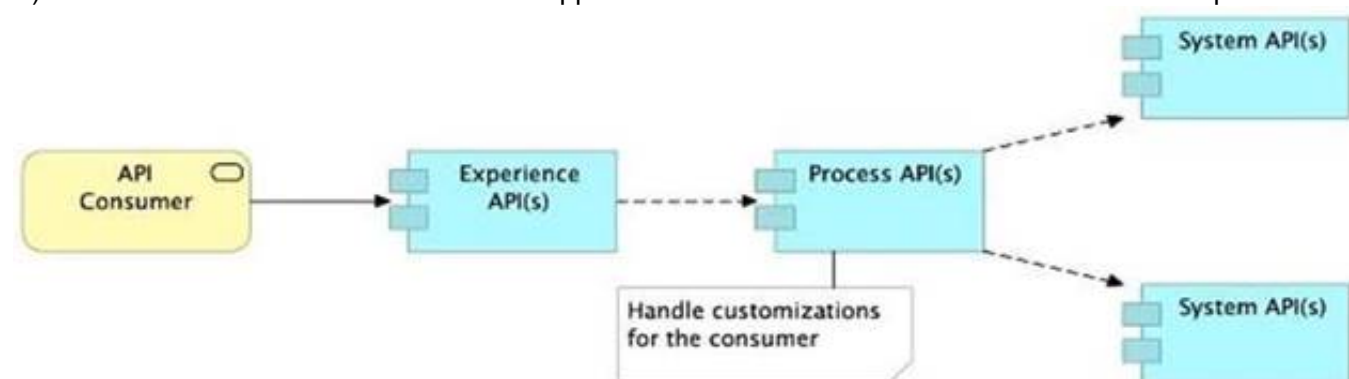 System API(s)
API
Consumer
Experience
API(s)
Process API(s)
Handle customizations
for the consumer
System API(s)